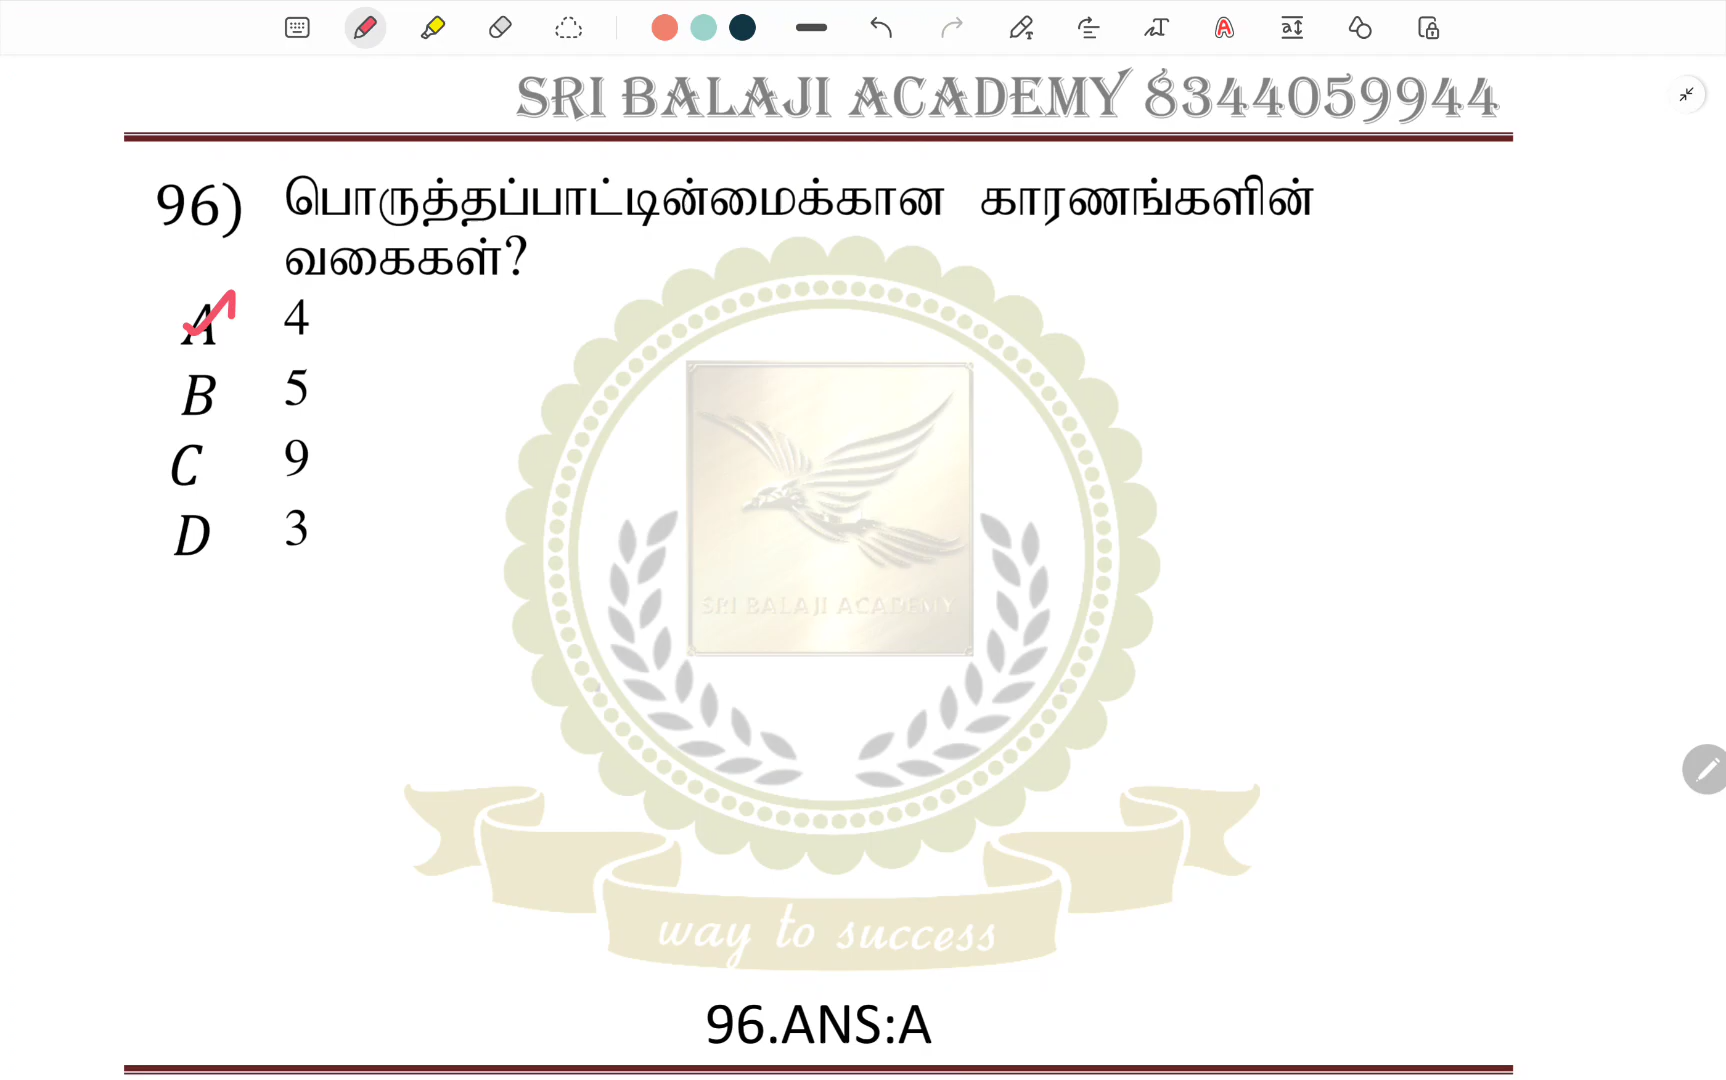 SRI BALAJI ACADEMY 8344059944
96) பொருத்தப்பாட்டின்மைக்கான காரணங்களின்
வகைகள்?
A 4
B 5
C 9
D 3
SRI BALAJI ACADEMY
way to success
96.ANS:A